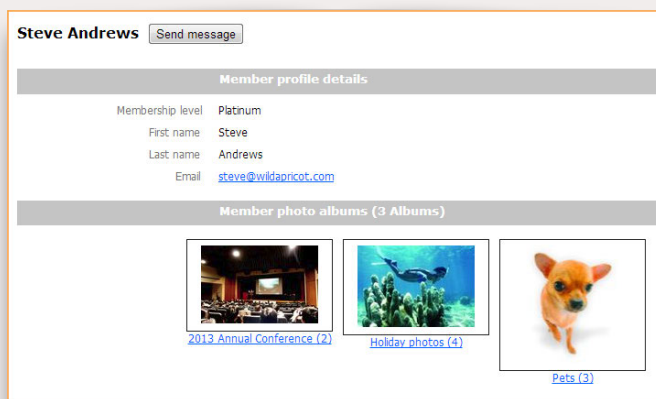 Steve Andrews Send message
Member profile details
Membership level Platinum
First name Steve
Last name Andrews
Email steve@wildapricot.com
Member photo albums (3 Albums)
2013 Annual Conference (2)
Holiday photos (4)
Pets (3)